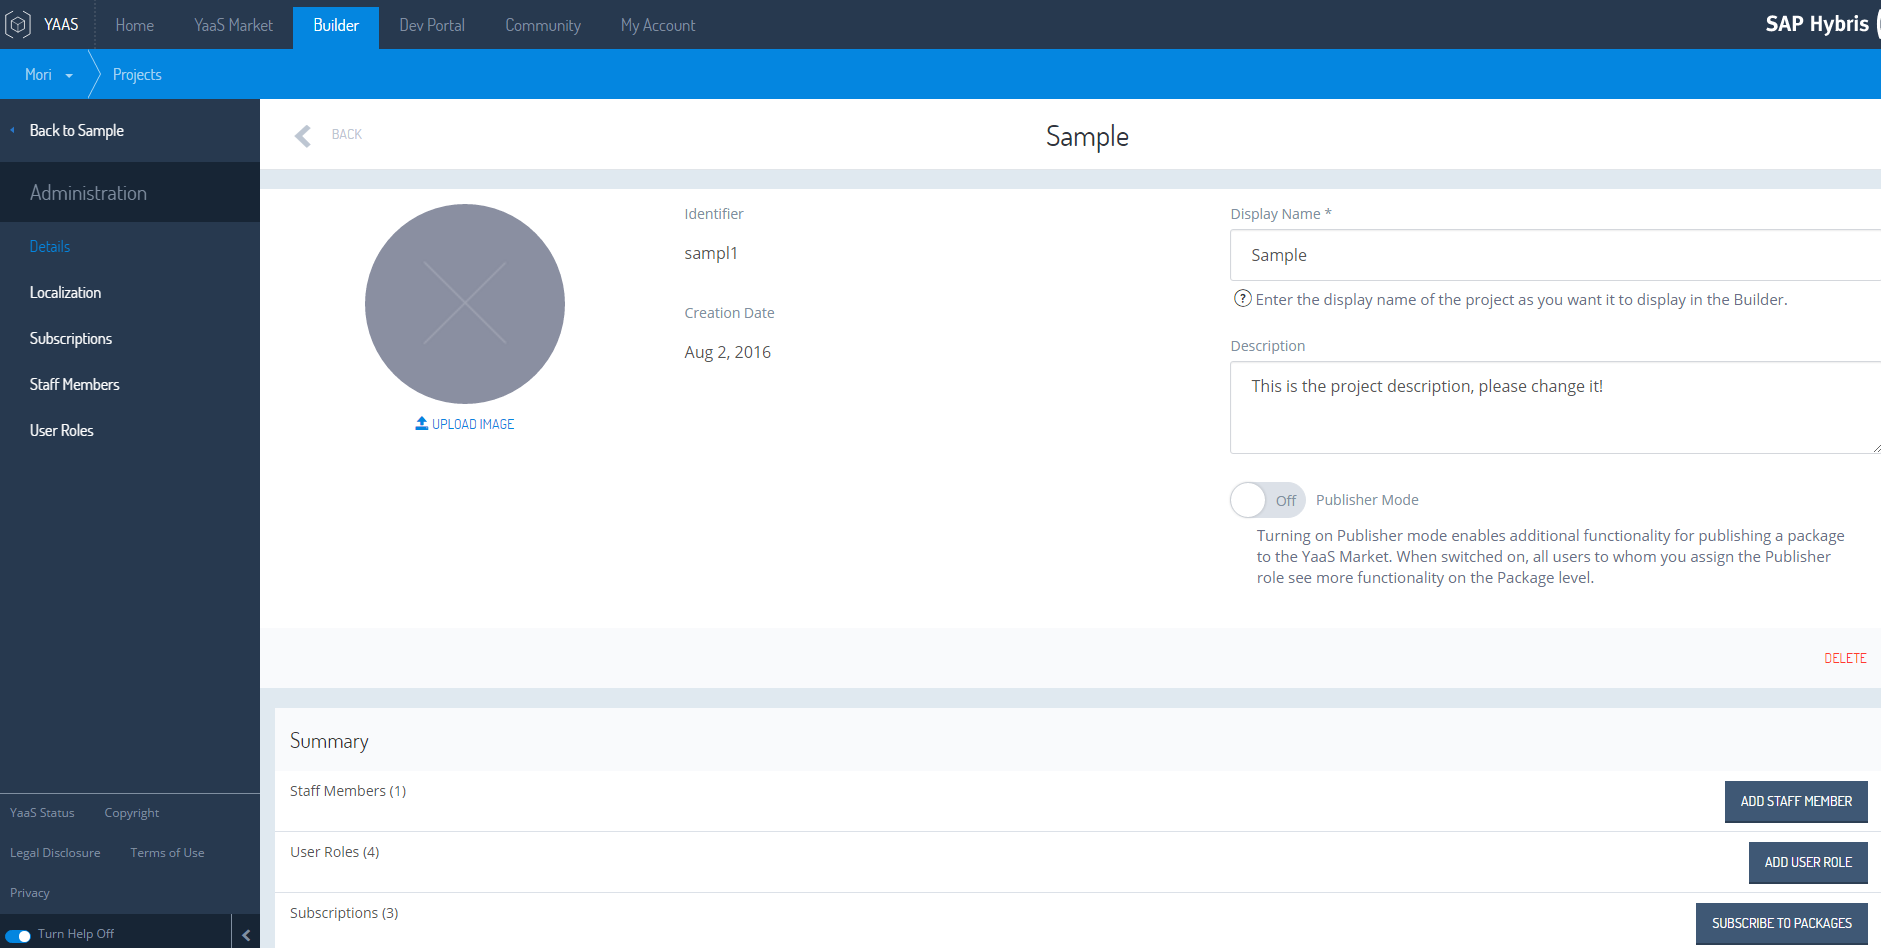 YAAS
Home
YaaS Market
Builder
Dev Portal
Community
My Account
SAP Hybris
Mori
Projects
Back to Sample
Administration
Details
Localization
Subscriptions
Staff Members
User Roles
YaaS Status
Copyright
Legal Disclosure
Terms of Use
Privacy
Turn Help Off
BACK
Sample
UPLOAD IMAGE
Identifier
sampl1
Creation Date
Aug 2, 2016
Display Name *
Sample
? Enter the display name of the project as you want it to display in the Builder.
Description
This is the project description, please change it!
Off
Publisher Mode
Turning on Publisher mode enables additional functionality for publishing a package
to the YaaS Market. When switched on, all users to whom you assign the Publisher
role see more functionality on the Package level.
DELETE
Summary
Staff Members (1)
ADD STAFF MEMBER
User Roles (4)
ADD USER ROLE
Subscriptions (3)
SUBSCRIBE TO PACKAGES